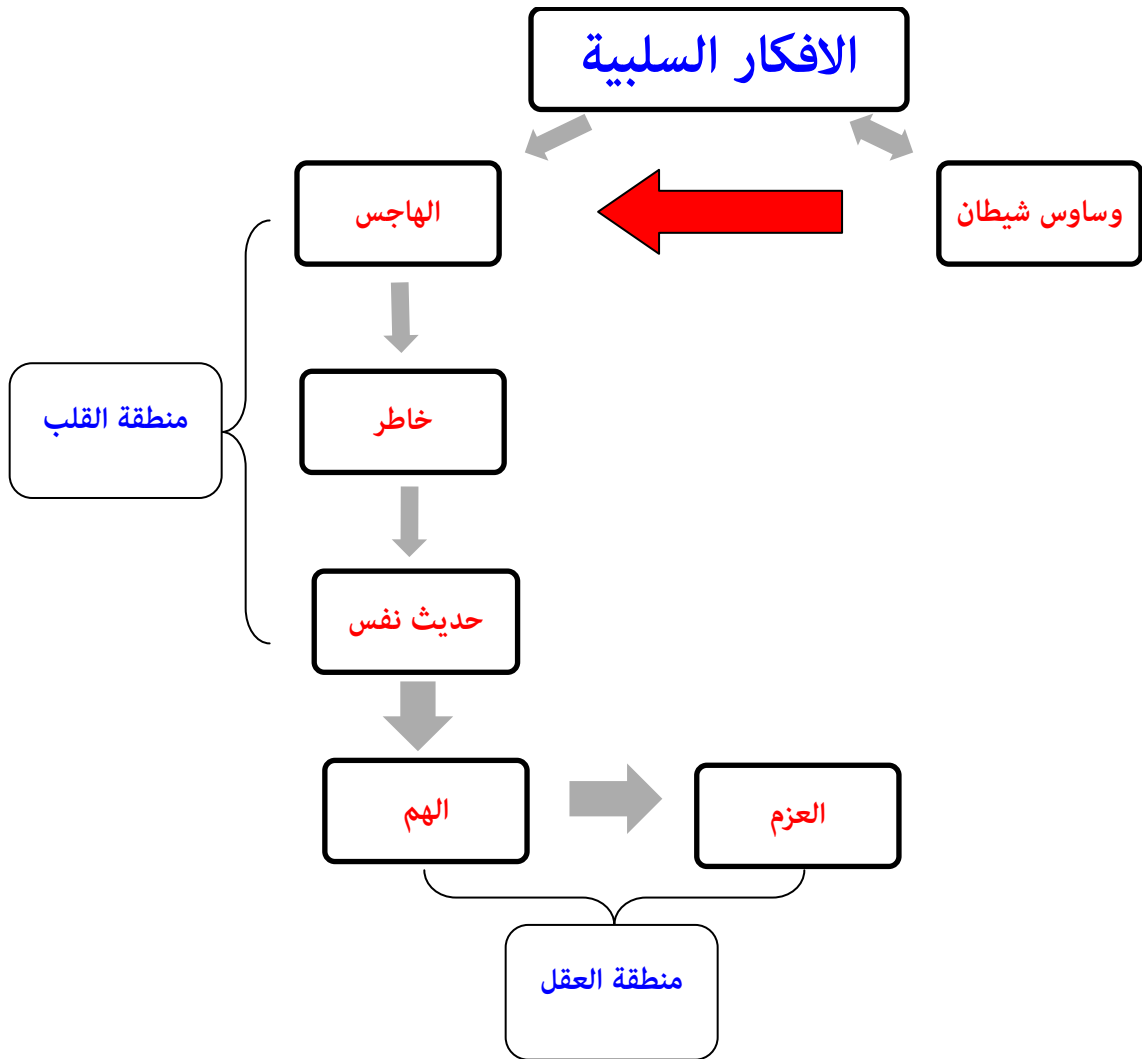 الافكار السلبية
وساوس شيطان
الهاجس
خاطر
منطقة القلب
حديث نفس
الهم
العزم
منطقة العقل